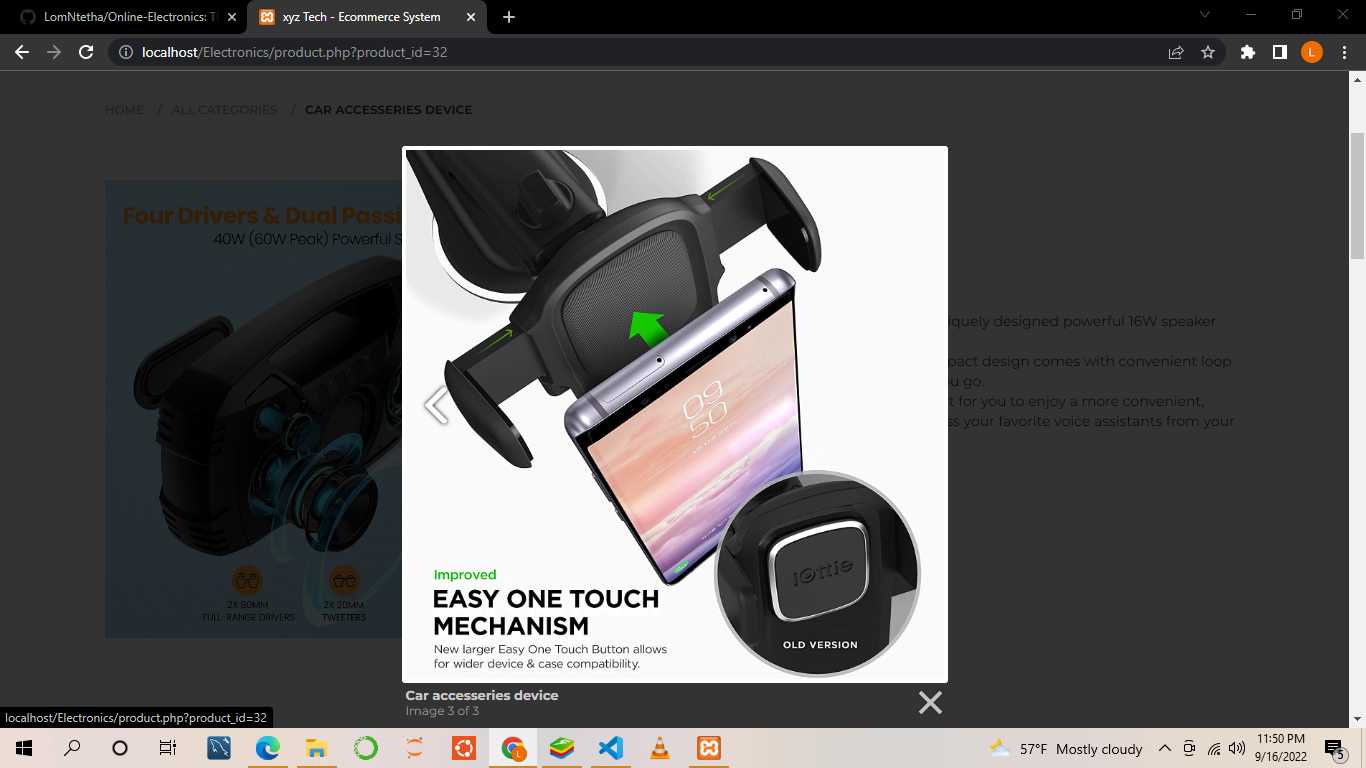 LomNtetha/Online-Electronics: T
xyz Tech - Ecommerce System
localhost/Electronics/product.php?product_id=32
L
HOME / ALL CATEGORIES / CAR ACCESSERIES DEVICE
Four Drivers & Dual Passi
40W (60W Peak) Powerful S
iquely designed powerful 16W speaker
pact design comes with convenient loop
u go.
t for you to enjoy a more convenient,
ss your favorite voice assistants from your
09
50
iottie
OLD VERSION
2X 80MM
FULL-RANGE DRIVERS
2X 20MM
TWEETERS
Improved
EASY ONE TOUCH
MECHANISM
New larger Easy One Touch Button allows
for wider device & case compatibility.
Car accesseries device
Image 3 of 3
localhost/Electronics/product.php?product_id=32
57°F Mostly cloudy
11:50 PM
9/16/2022
5